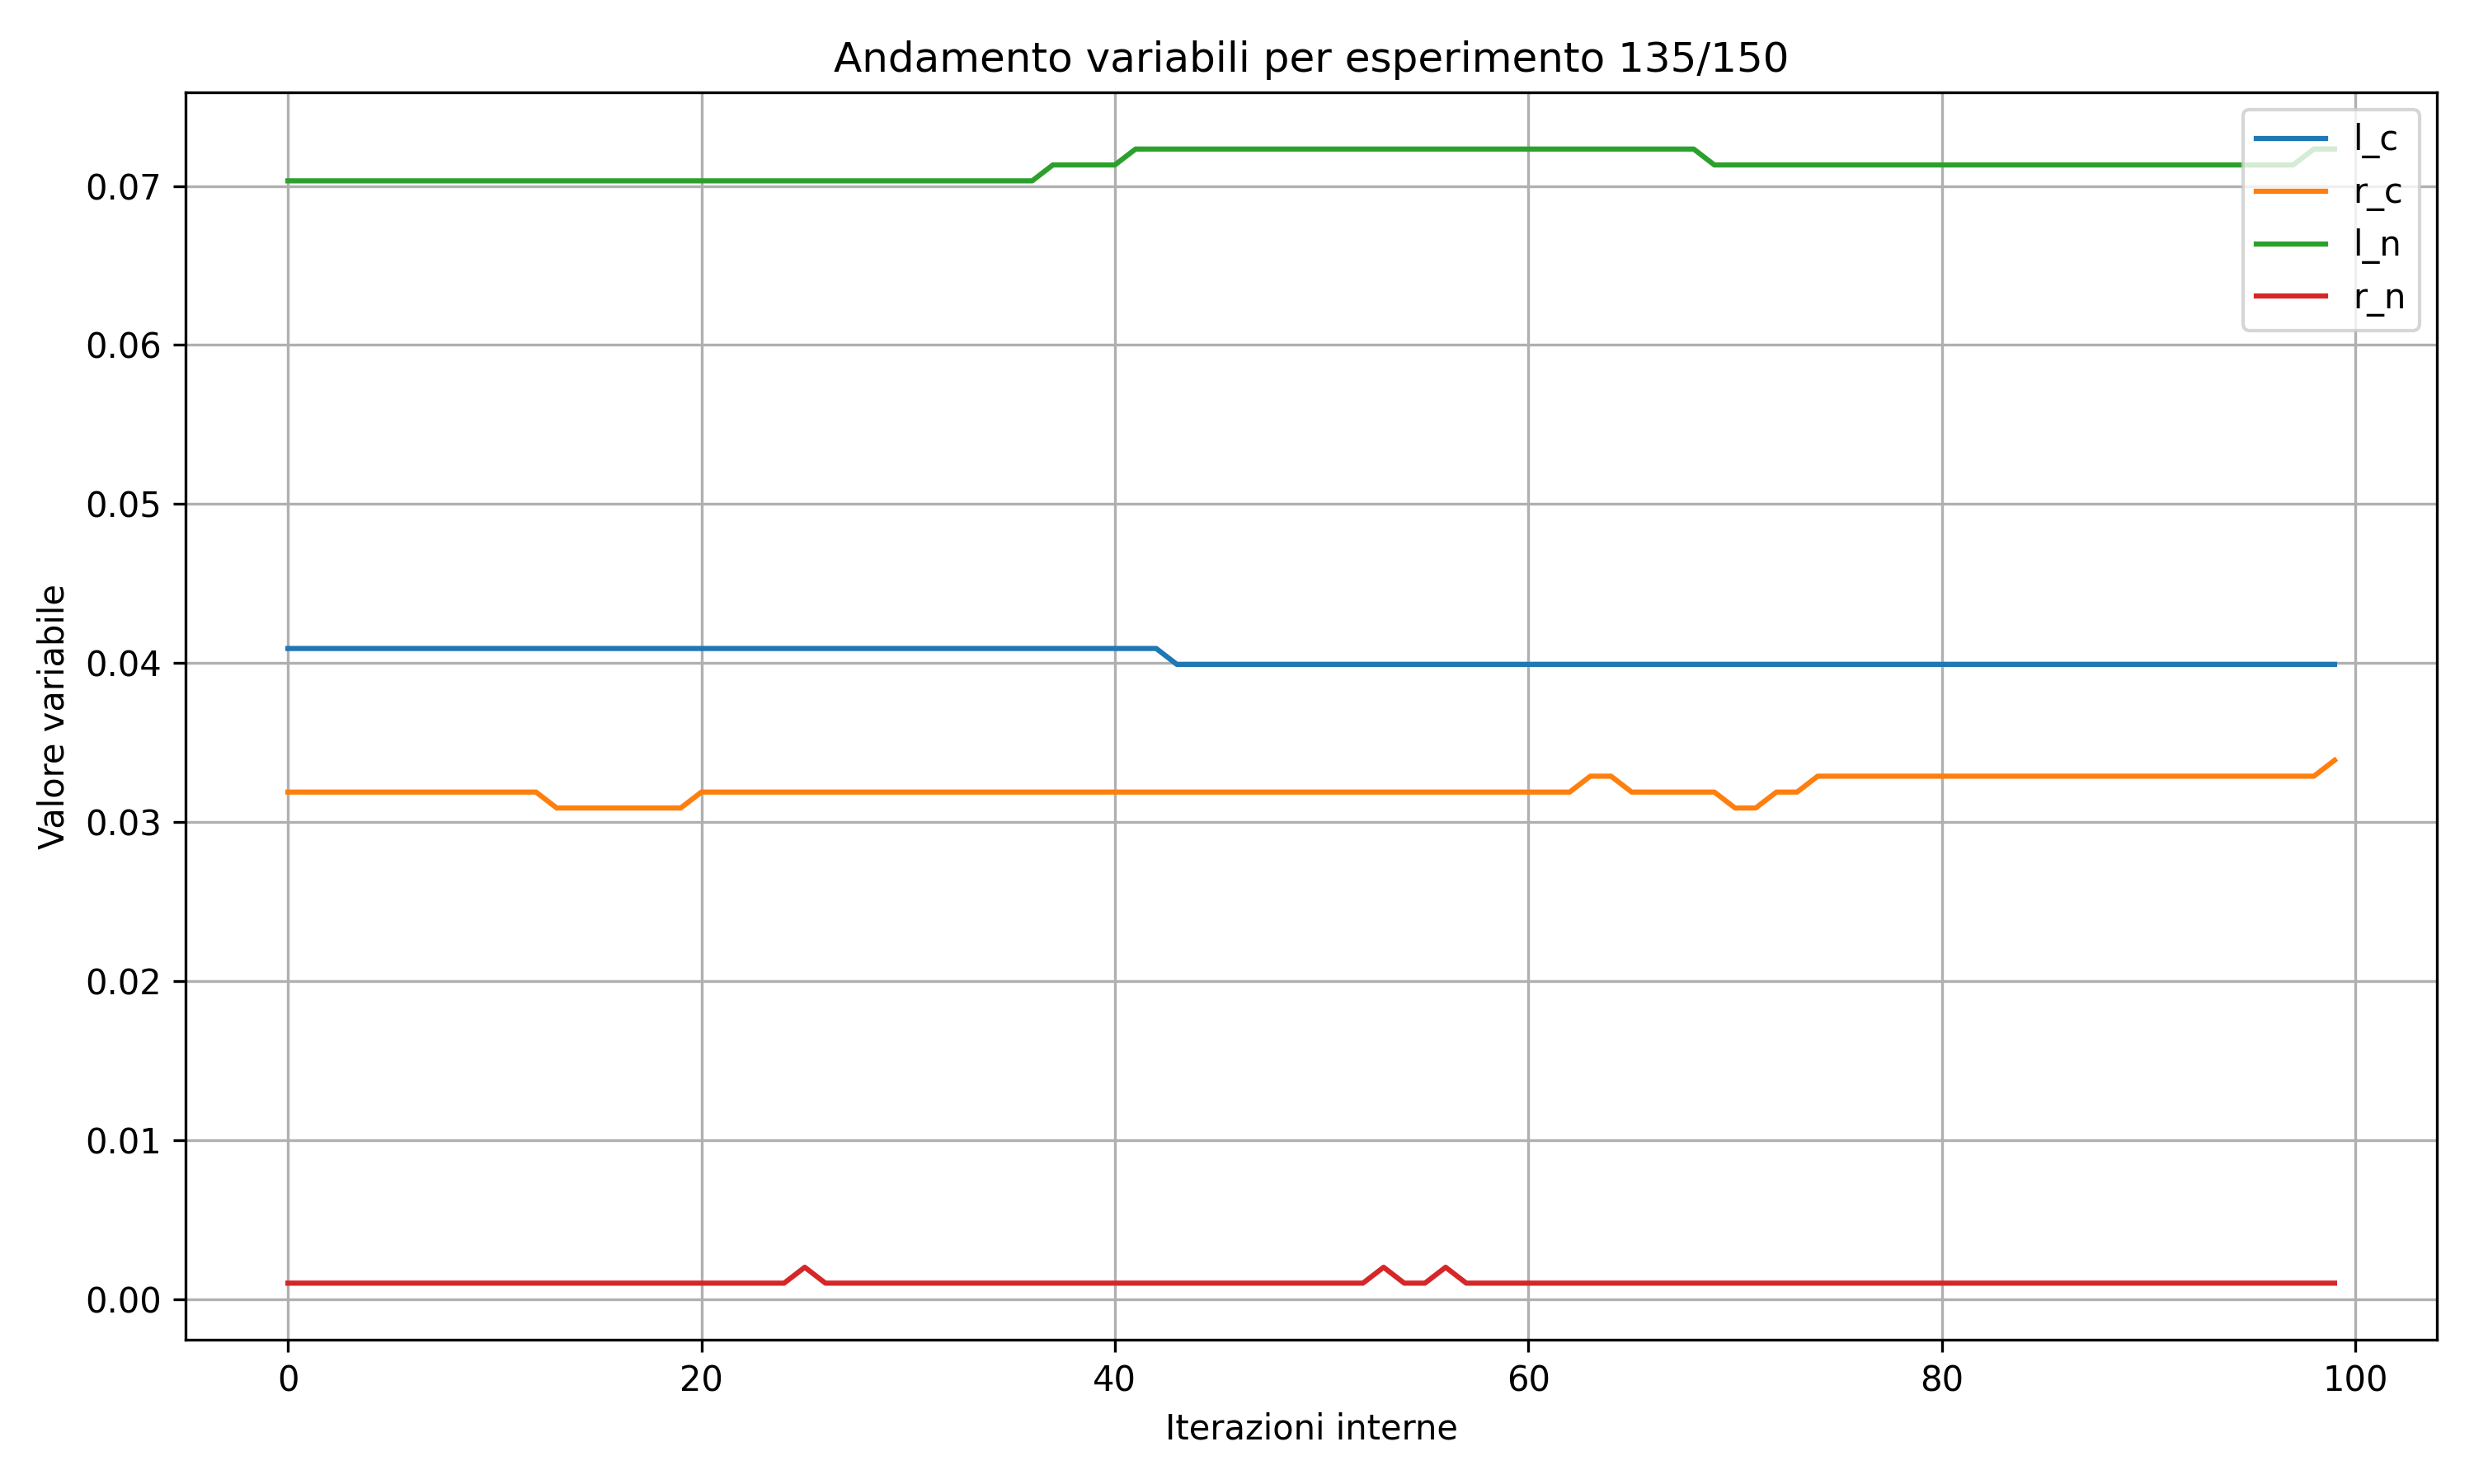 Andamento variabili per esperimento 135/150
l_c
r_c
l_n
r_n
Valore variabile
0.07
0.06
0.05
0.04
0.03
0.02
0.01
0.00
0 20 40 60 80 100
Iterazioni interne